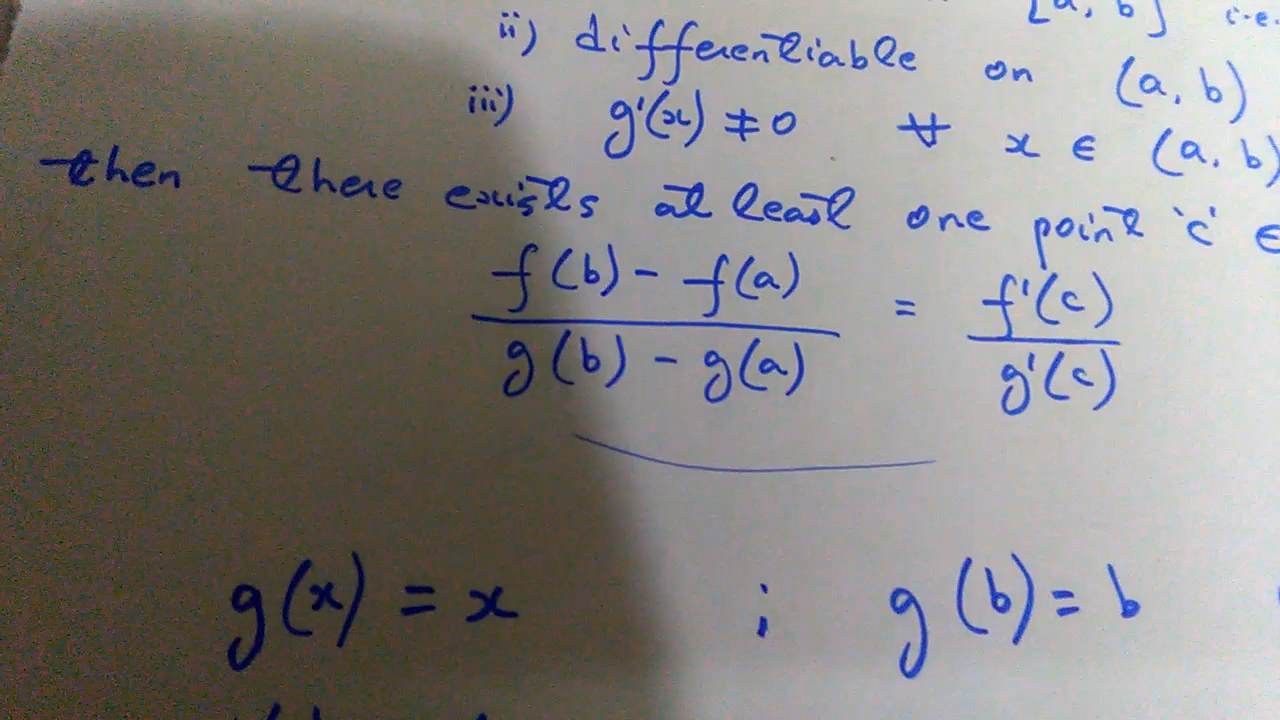 [a, b] i.e.
ii) differentiable on (a, b)
iii) g'(x) ≠ 0 ∀ x ∈ (a, b)
then there exists at least one point 'c' ∈
f(b) - f(a) = f'(c)
g(b) - g(a) g'(c)
g(x) = x ; g(b) = b